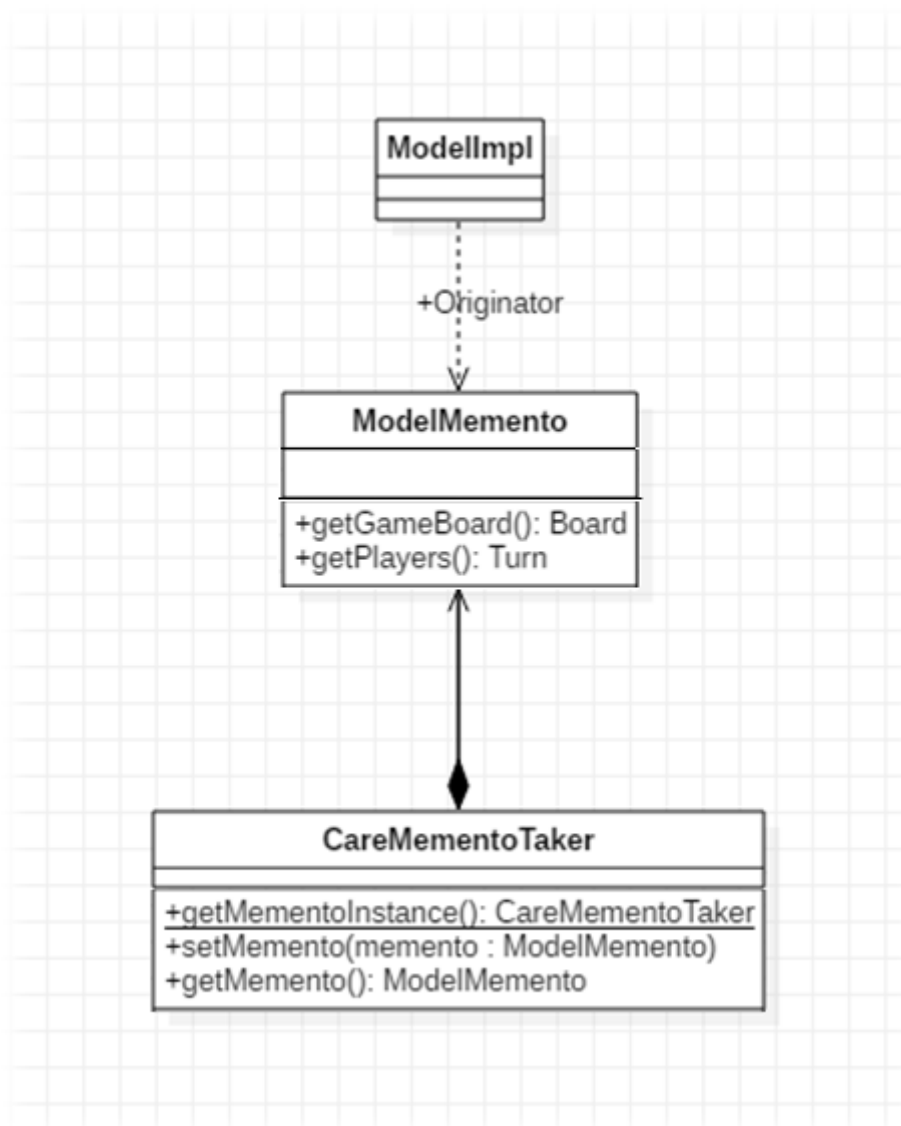 ModelImpl
+Originator
ModelMemento
+getGameBoard(): Board
+getPlayers(): Turn
CareMementoTaker
+getMementoInstance(): CareMementoTaker
+setMemento(memento : ModelMemento)
+getMemento(): ModelMemento